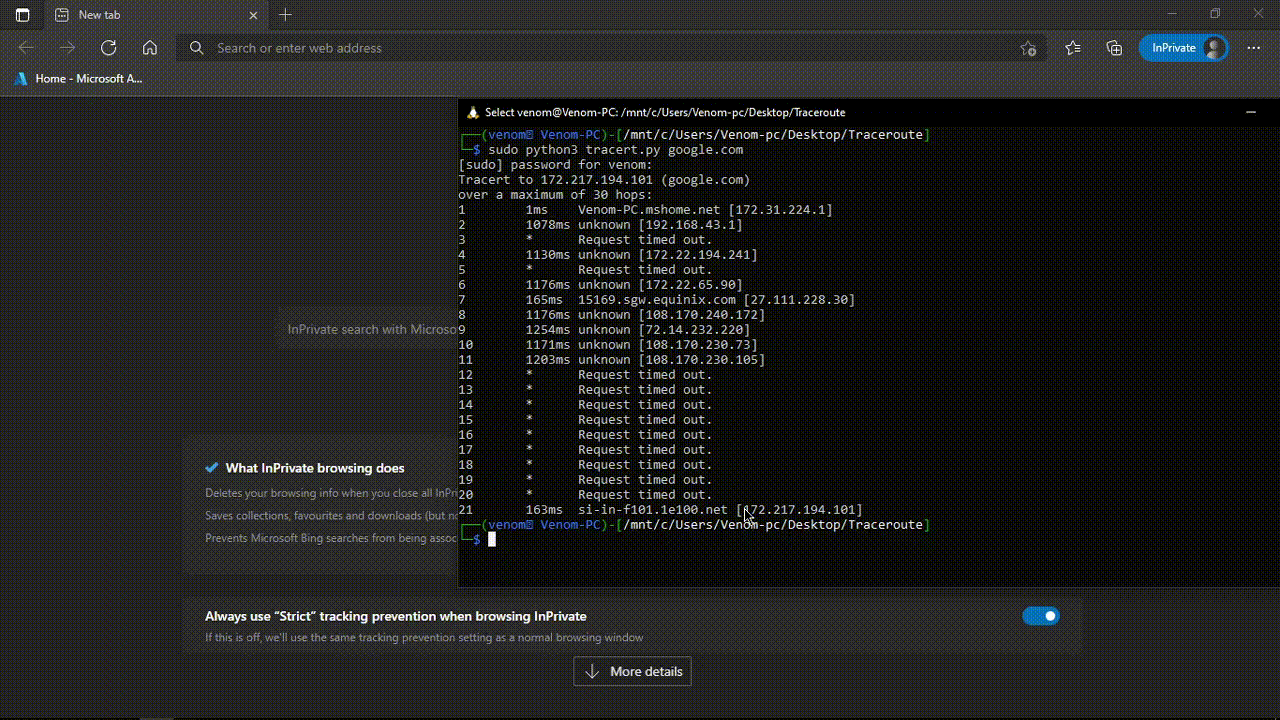 New tab
Search or enter web address
InPrivate
Home - Microsoft A...
Select venom@Venom-PC: /mnt/c/Users/Venom-pc/Desktop/Traceroute
(venom Venom-PC)-[/mnt/c/Users/Venom-pc/Desktop/Traceroute]
$ sudo python3 tracert.py google.com
[sudo] password for venom:
Tracert to 172.217.194.101 (google.com)
over a maximum of 30 hops:
1 1ms Venom-PC.mshome.net [172.31.224.1]
2 1078ms unknown [192.168.43.1]
3 * Request timed out.
4 1130ms unknown [172.22.194.241]
5 * Request timed out.
6 1176ms unknown [172.22.65.90]
7 165ms 15169.sgw.equinix.com [27.111.228.30]
8 1176ms unknown [108.170.240.172]
9 1254ms unknown [72.14.232.220]
10 1171ms unknown [108.170.230.73]
11 1203ms unknown [108.170.230.105]
12 * Request timed out.
13 * Request timed out.
14 * Request timed out.
15 * Request timed out.
16 * Request timed out.
17 * Request timed out.
18 * Request timed out.
19 * Request timed out.
20 * Request timed out.
21 163ms si-in-f101.1e100.net [172.217.194.101]
(venom Venom-PC)-[/mnt/c/Users/Venom-pc/Desktop/Traceroute]
$
InPrivate search with Microso
What InPrivate browsing does
Deletes your browsing info when you close all InPri
Saves collections, favourites and downloads (but no
Prevents Microsoft Bing searches from being assoc
Always use “Strict” tracking prevention when browsing InPrivate
If this is off, we'll use the same tracking prevention setting as a normal browsing window
More details